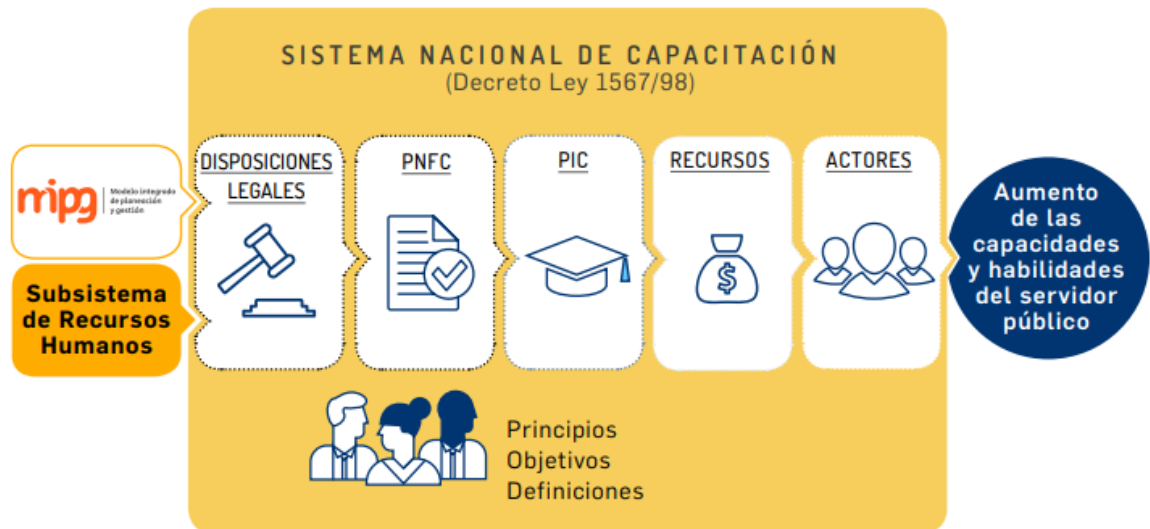 SISTEMA NACIONAL DE CAPACITACIÓN
(Decreto Ley 1567/98)
mipg
Modelo integrado
de planeación
y gestión
Subsistema
de Recursos
Humanos
DISPOSICIONES
LEGALES
PNFC
PIC
RECURSOS
$
ACTORES
Aumento
de las
capacidades
y habilidades
del servidor
público
Principios
Objetivos
Definiciones